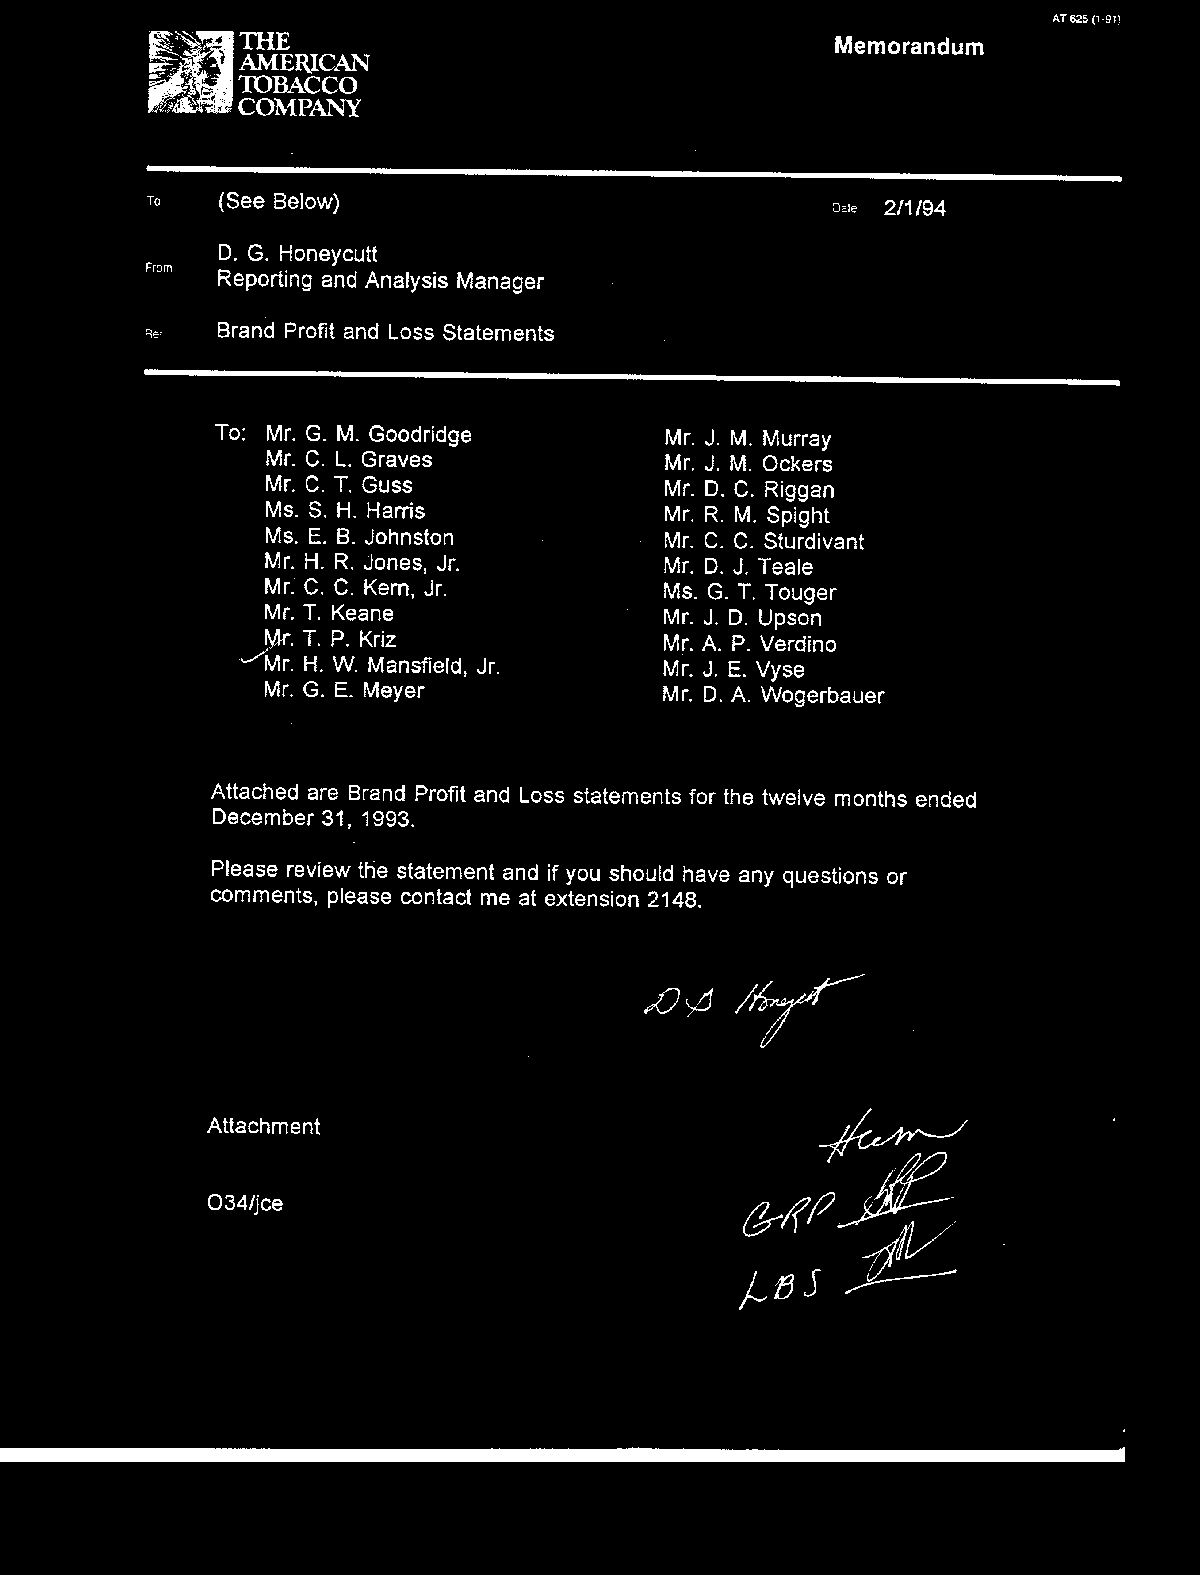 AT 625 (1-91)
THE
AMERICAN
TOBACCO
COMPANY
Memorandum
To (See Below)
Date 2/1/94
From D. G. Honeycutt
Reporting and Analysis Manager
Re: Brand Profit and Loss Statements
To: Mr. G. M. Goodridge
Mr. C. L. Graves
Mr. C. T. Guss
Ms. S. H. Harris
Ms. E. B. Johnston
Mr. H. R. Jones, Jr.
Mr. C. C. Kern, Jr.
Mr. T. Keane
Mr. T. P. Kriz
Mr. H. W. Mansfield, Jr.
Mr. G. E. Meyer
Mr. J. M. Murray
Mr. J. M. Ockers
Mr. D. C. Riggan
Mr. R. M. Spight
Mr. C. C. Sturdivant
Mr. D. J. Teale
Ms. G. T. Touger
Mr. J. D. Upson
Mr. A. P. Verdino
Mr. J. E. Vyse
Mr. D. A. Wogerbauer
Attached are Brand Profit and Loss statements for the twelve months ended
December 31, 1993.
Please review the statement and if you should have any questions or
comments, please contact me at extension 2148.
Attachment
O34/jce
GRP
LBS